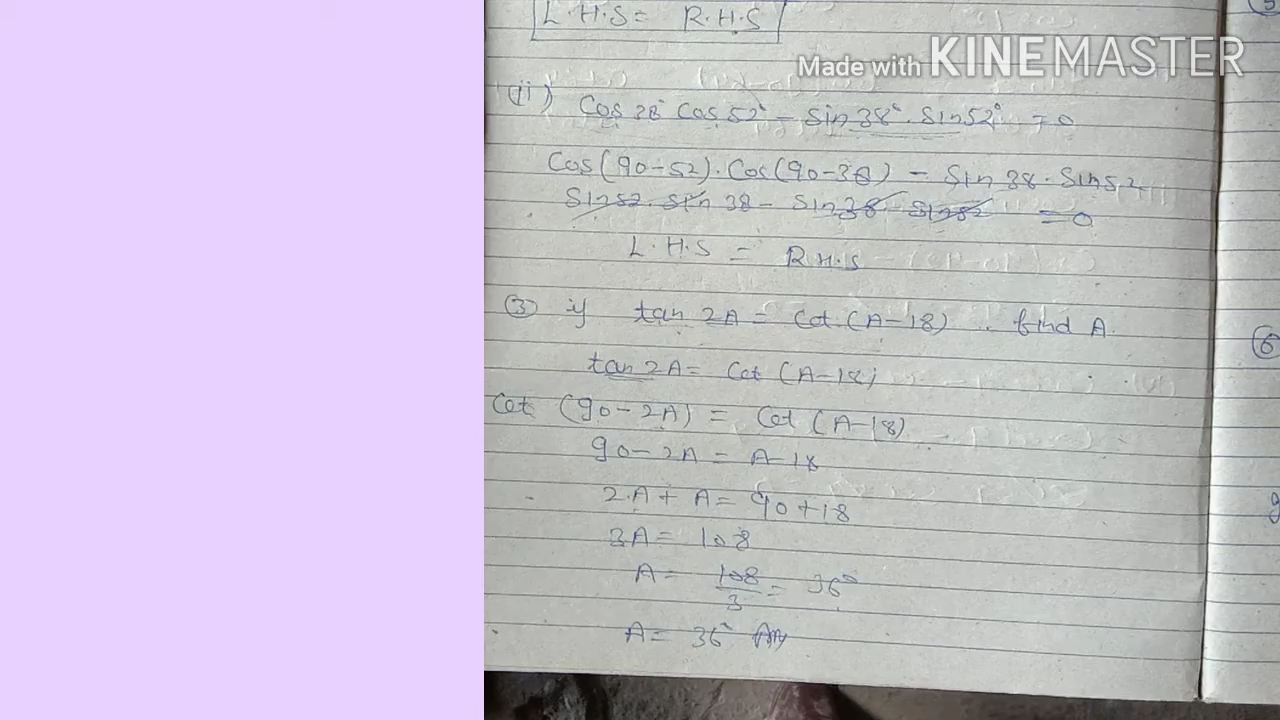 L.H.S = R.H.S
Made with KINEMASTER
(ii) Cos 38° Cos 52° - Sin 38°. Sin 52° = 0
Cos (90-52). Cos (90-38) - Sin 38. Sin 52
Sin 52. Sin 38 - Sin 38. Sin 52 = 0
L.H.S = R.H.S
(3) if tan 2A = Cot (A-18). find A.
tan 2A = Cot (A-18)
Cot (90-2A) = Cot (A-18)
90-2A = A-18
2A + A = 90+18
3A = 108
A = 108/3 = 36°
A = 36° Ans
6